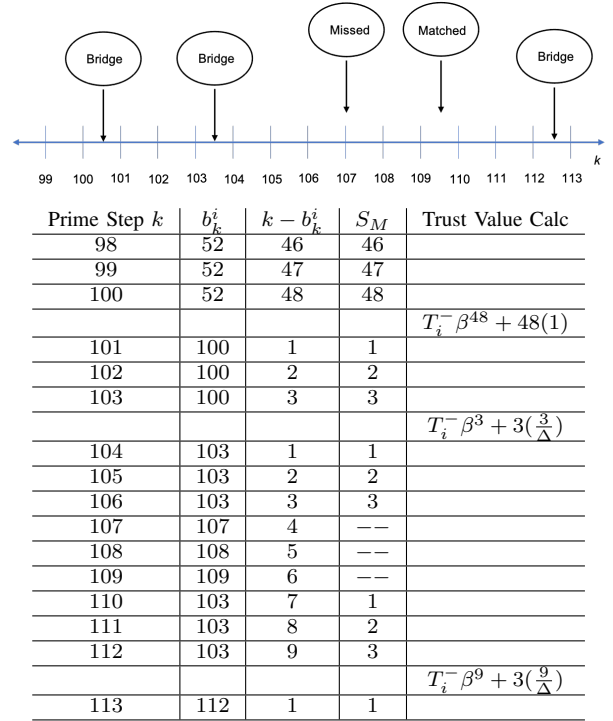 Missed Matched
Bridge Bridge Bridge
k
99 100 101 102 103 104 105 106 107 108 109 110 111 112 113
Prime Step k b_k^i k − b_k^i S_M Trust Value Calc
98 52 46 46
99 52 47 47
100 52 48 48
T_i^- β^{48} + 48(1)
101 100 1 1
102 100 2 2
103 100 3 3
T_i^- β^3 + 3(3/Δ)
104 103 1 1
105 103 2 2
106 103 3 3
107 107 4 −−
108 108 5 −−
109 109 6 −−
110 103 7 1
111 103 8 2
112 103 9 3
T_i^- β^9 + 3(9/Δ)
113 112 1 1